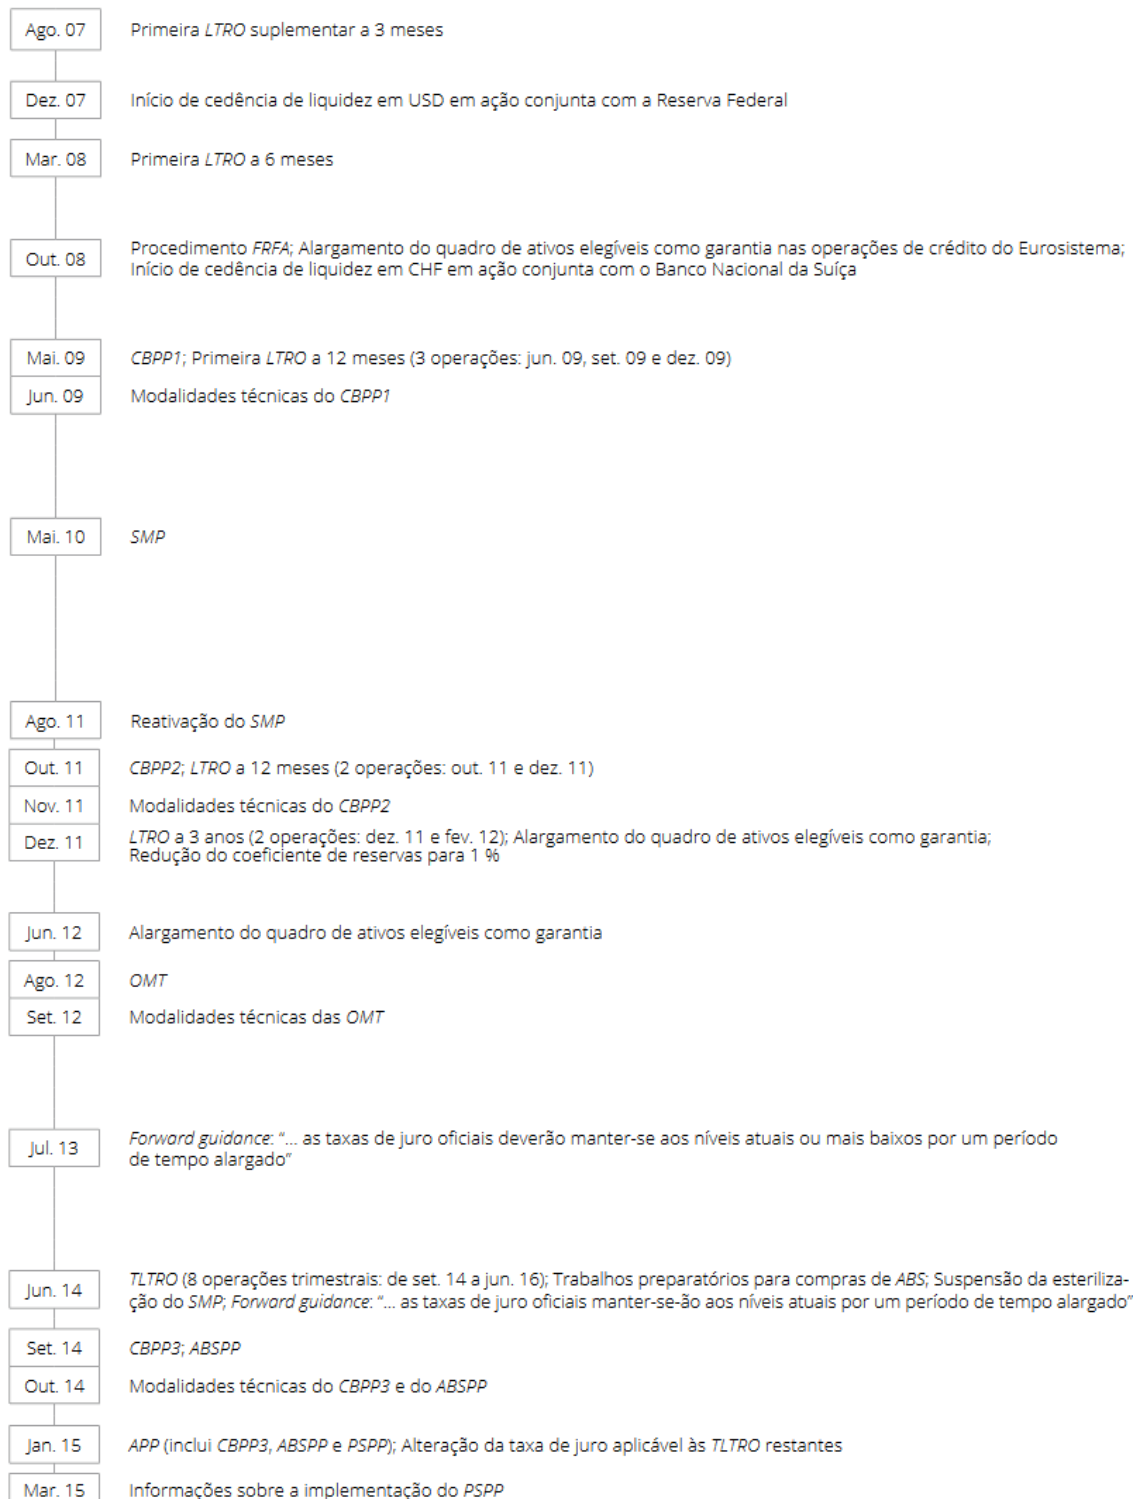 Ago. 07 Primeira LTRO suplementar a 3 meses
Dez. 07 Início de cedência de liquidez em USD em ação conjunta com a Reserva Federal
Mar. 08 Primeira LTRO a 6 meses
Out. 08 Procedimento FRFA; Alargamento do quadro de ativos elegíveis como garantia nas operações de crédito do Eurosistema;
Início de cedência de liquidez em CHF em ação conjunta com o Banco Nacional da Suíça
Mai. 09 CBPP1; Primeira LTRO a 12 meses (3 operações: jun. 09, set. 09 e dez. 09)
Jun. 09 Modalidades técnicas do CBPP1
Mai. 10 SMP
Ago. 11 Reativação do SMP
Out. 11 CBPP2; LTRO a 12 meses (2 operações: out. 11 e dez. 11)
Nov. 11 Modalidades técnicas do CBPP2
Dez. 11 LTRO a 3 anos (2 operações: dez. 11 e fev. 12); Alargamento do quadro de ativos elegíveis como garantia;
Redução do coeficiente de reservas para 1 %
Jun. 12 Alargamento do quadro de ativos elegíveis como garantia
Ago. 12 OMT
Set. 12 Modalidades técnicas das OMT
Jul. 13 Forward guidance: “... as taxas de juro oficiais deverão manter-se aos níveis atuais ou mais baixos por um período
de tempo alargado”
Jun. 14 TLTRO (8 operações trimestrais: de set. 14 a jun. 16); Trabalhos preparatórios para compras de ABS; Suspensão da esteriliza-
ção do SMP; Forward guidance: “... as taxas de juro oficiais manter-se-ão aos níveis atuais por um período de tempo alargado”
Set. 14 CBPP3; ABSPP
Out. 14 Modalidades técnicas do CBPP3 e do ABSPP
Jan. 15 APP (inclui CBPP3, ABSPP e PSPP); Alteração da taxa de juro aplicável às TLTRO restantes
Mar. 15 Informações sobre a implementação do PSPP